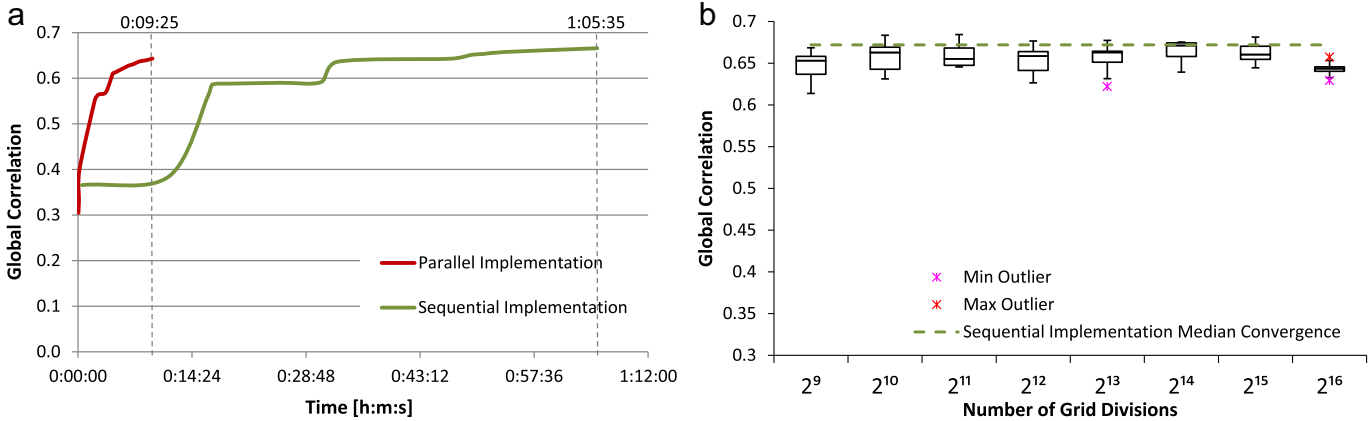 a
0:09:25
1:05:35
0.7
0.6
0.5
0.4
0.3
0.2
0.1
0.0
Global Correlation
Parallel Implementation
Sequential Implementation
0:00:00 0:14:24 0:28:48 0:43:12 0:57:36 1:12:00
Time [h:m:s]
b
0.7
0.65
0.6
0.55
0.5
0.45
0.4
0.35
0.3
Global Correlation
Min Outlier
Max Outlier
Sequential Implementation Median Convergence
2⁹ 2¹⁰ 2¹¹ 2¹² 2¹³ 2¹⁴ 2¹⁵ 2¹⁶
Number of Grid Divisions